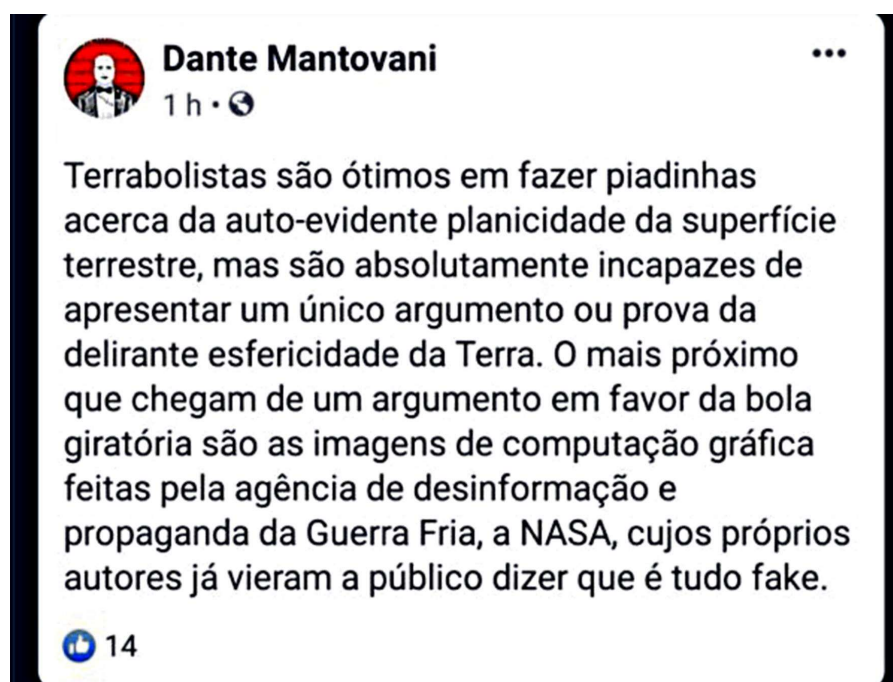 Dante Mantovani
1 h ·
Terrabolistas são ótimos em fazer piadinhas
acerca da auto-evidente planicidade da superfície
terrestre, mas são absolutamente incapazes de
apresentar um único argumento ou prova da
delirante esfericidade da Terra. O mais próximo
que chegam de um argumento em favor da bola
giratória são as imagens de computação gráfica
feitas pela agência de desinformação e
propaganda da Guerra Fria, a NASA, cujos próprios
autores já vieram a público dizer que é tudo fake.
14